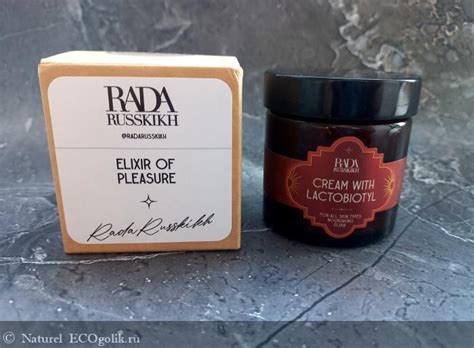 RADA
RUSSKIKH
@RADARUSSKIKH
ELIXIR OF
PLEASURE
Rada Russkikh
RADA
RUSSKIKH
CREAM WITH
LACTOBIOTYL
FOR ALL SKIN TYPES
NOURISHING
ELIXIR
© Naturel ECOgolik.ru